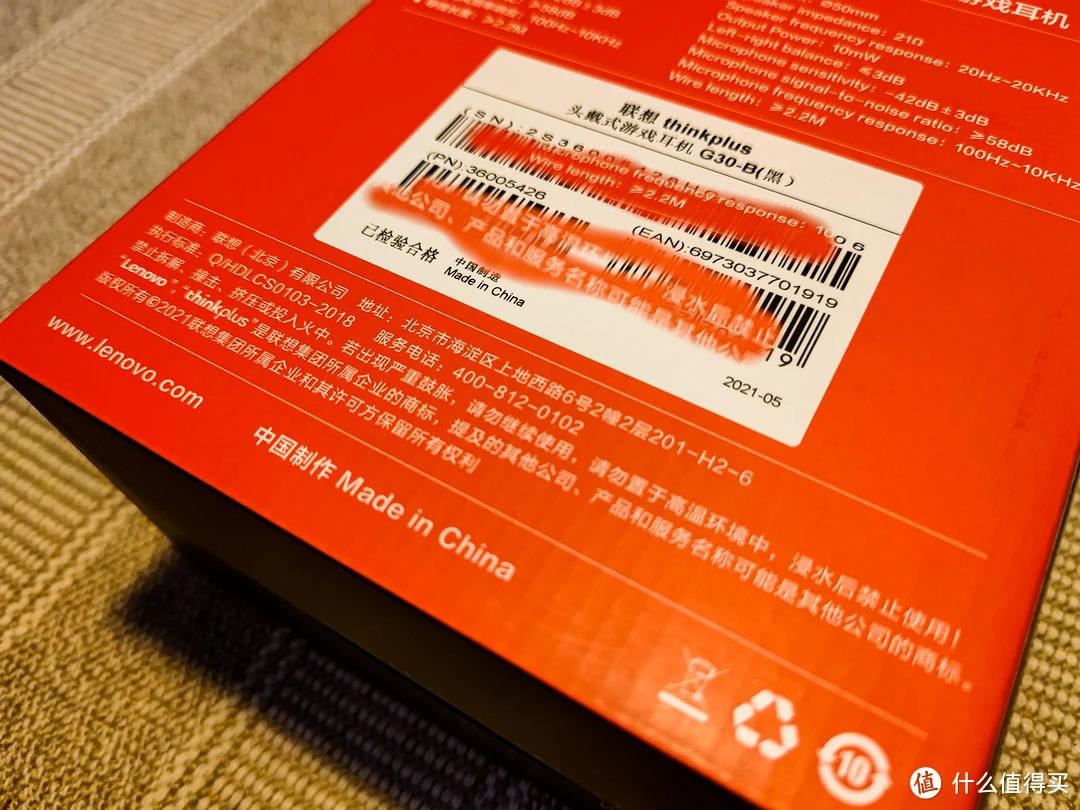 游戏耳机
100Hz~10KHz
≥2.2M
Ø50mm
Speaker impedance: 21Ω
Speaker frequency response: 20Hz~20KHz
Output Power: 10mW
Left-right balance: ≤3dB
Microphone sensitivity: -42dB±3dB
Microphone signal-to-noise ratio: ≥58dB
Microphone frequency response: 100Hz~10KHz
Wire length: ≥2.2M
联想 thinkplus
头戴式游戏耳机 G30-B(黑)
(SN):
06
(PN):36005426
(EAN):6973037701919
19
已检验合格
中国制造
Made in China
2021-05
制造商：联想（北京）有限公司 地址：北京市海淀区上地西路6号2幢2层201-H2-6
执行标准：Q/HDLCS0103-2018 服务电话：400-812-0102
禁止拆解、撞击、挤压或投入火中。若出现严重鼓胀，请勿继续使用，请勿置于高温环境中，浸水后禁止使用！
“Lenovo”,“thinkplus”是联想集团所属企业的商标，提及的其他公司、产品和服务名称可能是其他公司的商标。
版权所有©2021联想集团所属企业和其许可方保留所有权利
www.lenovo.com
中国制作 Made in China
10
值 什么值得买